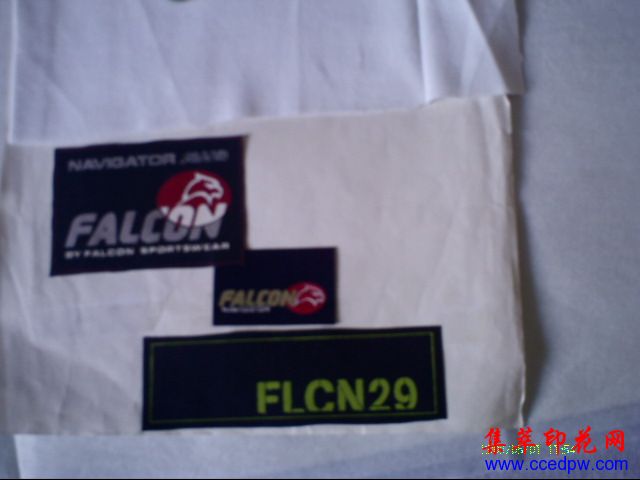 NAVIGATOR
FALCON
BY FALCON SPORTSWEAR
FALCON
FLCN29
集萃印花网
www.ccedpw.com